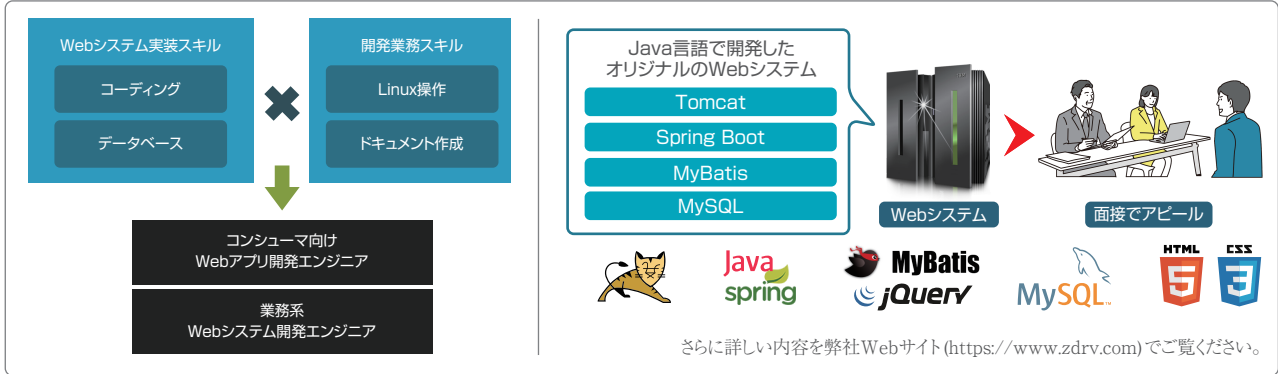 Webシステム実装スキル
コーディング
データベース
開発業務スキル
Linux操作
ドキュメント作成
コンシューマ向け
Webアプリ開発エンジニア
業務系
Webシステム開発エンジニア
Java言語で開発した
オリジナルのWebシステム
Tomcat
Spring Boot
MyBatis
MySQL
Webシステム
面接でアピール
Java
spring
MyBatis
jQuery
MySQL
HTML
5
CSS
3
さらに詳しい内容を弊社Webサイト(https://www.zdrv.com)でご覧ください。